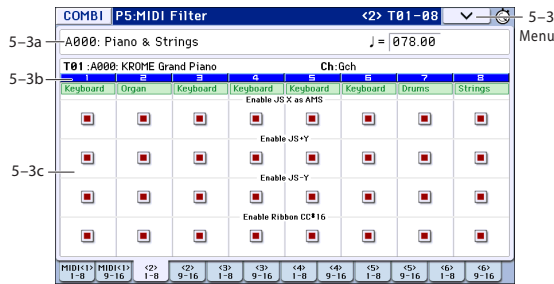 COMBI P5:MIDI Filter <2> T01-08
5–3 Menu
5–3a
A000: Piano & Strings ♩= 078.00
T01 :A000: KROME Grand Piano Ch:Gch
5–3b
1 2 3 4 5 6 7 8
Keyboard Organ Keyboard Keyboard Keyboard Keyboard Drums Strings
Enable JS X as AMS
Enable JS+Y
5–3c
Enable JS-Y
Enable Ribbon CC#16
MIDI<1> 1-8 MIDI<1> 9-16 <2> 1-8 <2> 9-16 <3> 1-8 <3> 9-16 <4> 1-8 <4> 9-16 <5> 1-8 <5> 9-16 <6> 1-8 <6> 9-16